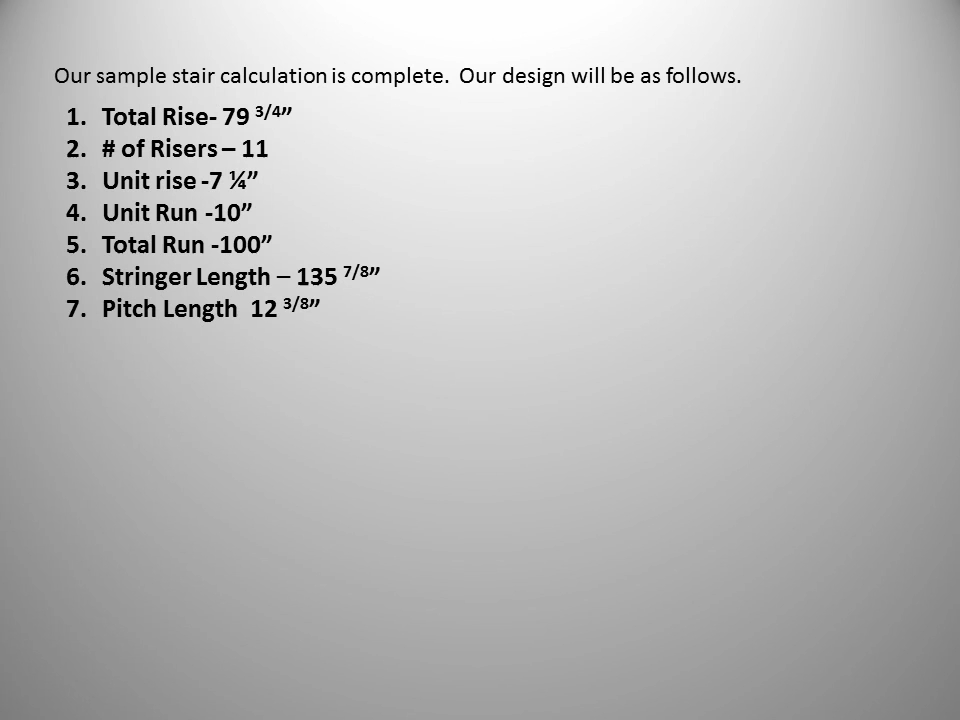 Our sample stair calculation is complete.  Our design will be as follows.
1. Total Rise- 79 3/4”
2. # of Risers – 11
3. Unit rise -7 ¼”
4. Unit Run -10”
5. Total Run -100”
6. Stringer Length – 135 7/8”
7. Pitch Length  12 3/8”